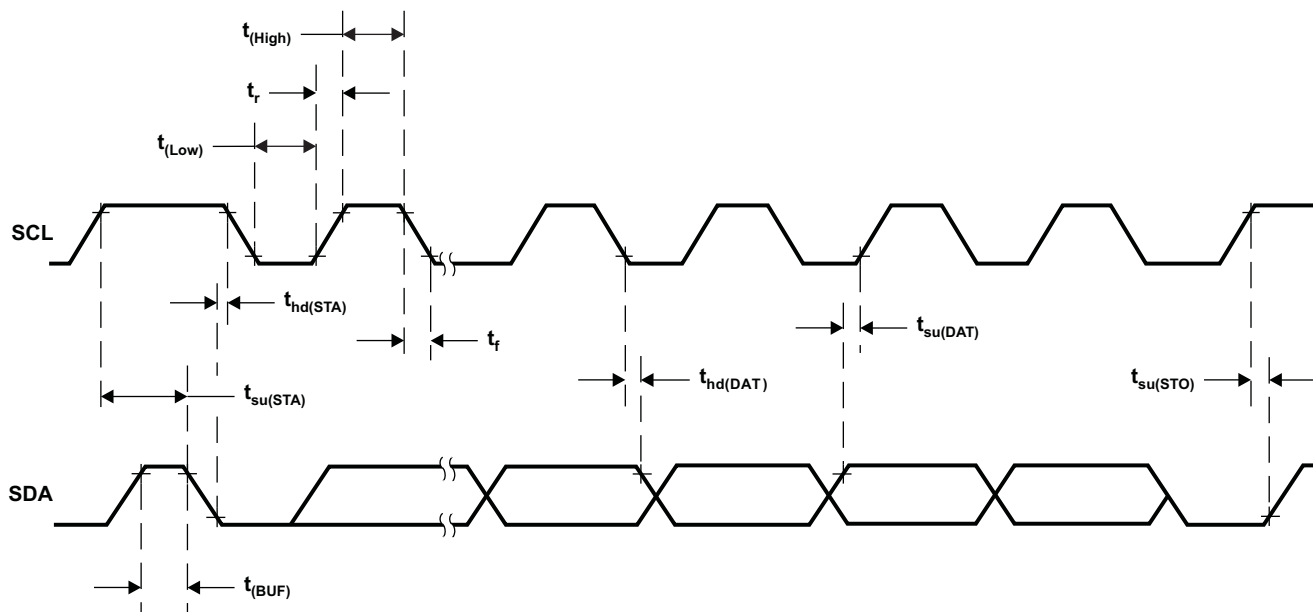 t(High)
tr
t(Low)
SCL
thd(STA)
tf
tsu(DAT)
thd(DAT)
tsu(STO)
tsu(STA)
SDA
t(BUF)